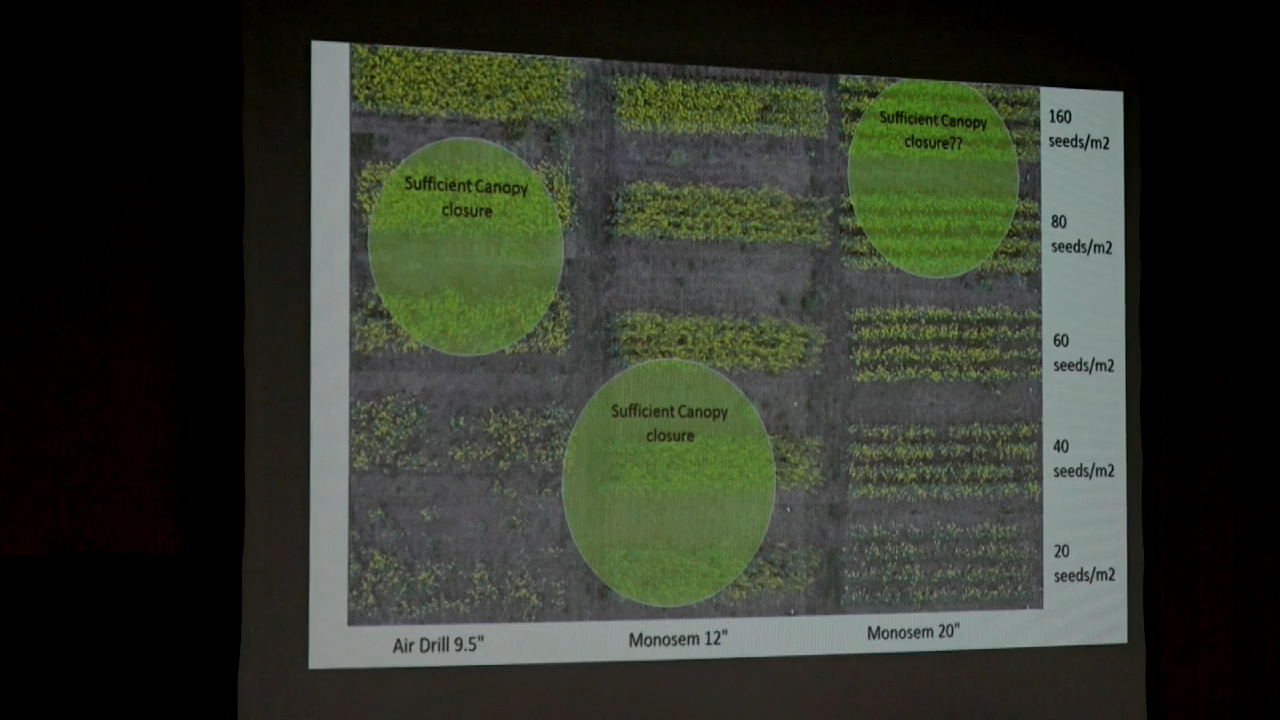 Sufficient Canopy
closure??
160
seeds/m2
Sufficient Canopy
closure
80
seeds/m2
60
seeds/m2
Sufficient Canopy
closure
40
seeds/m2
20
seeds/m2
Air Drill 9.5"
Monosem 12"
Monosem 20"